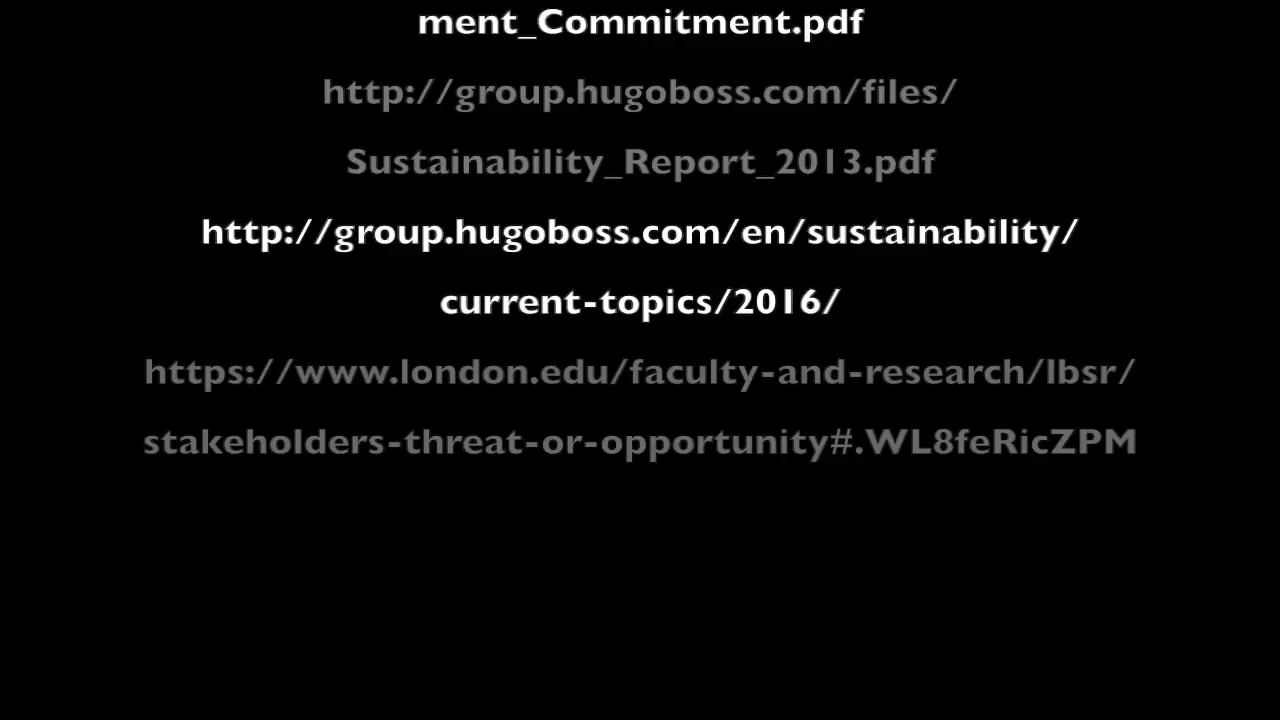 ment_Commitment.pdf
http://group.hugoboss.com/files/
Sustainability_Report_2013.pdf
http://group.hugoboss.com/en/sustainability/
current-topics/2016/
https://www.london.edu/faculty-and-research/lbsr/
stakeholders-threat-or-opportunity#.WL8feRicZPM